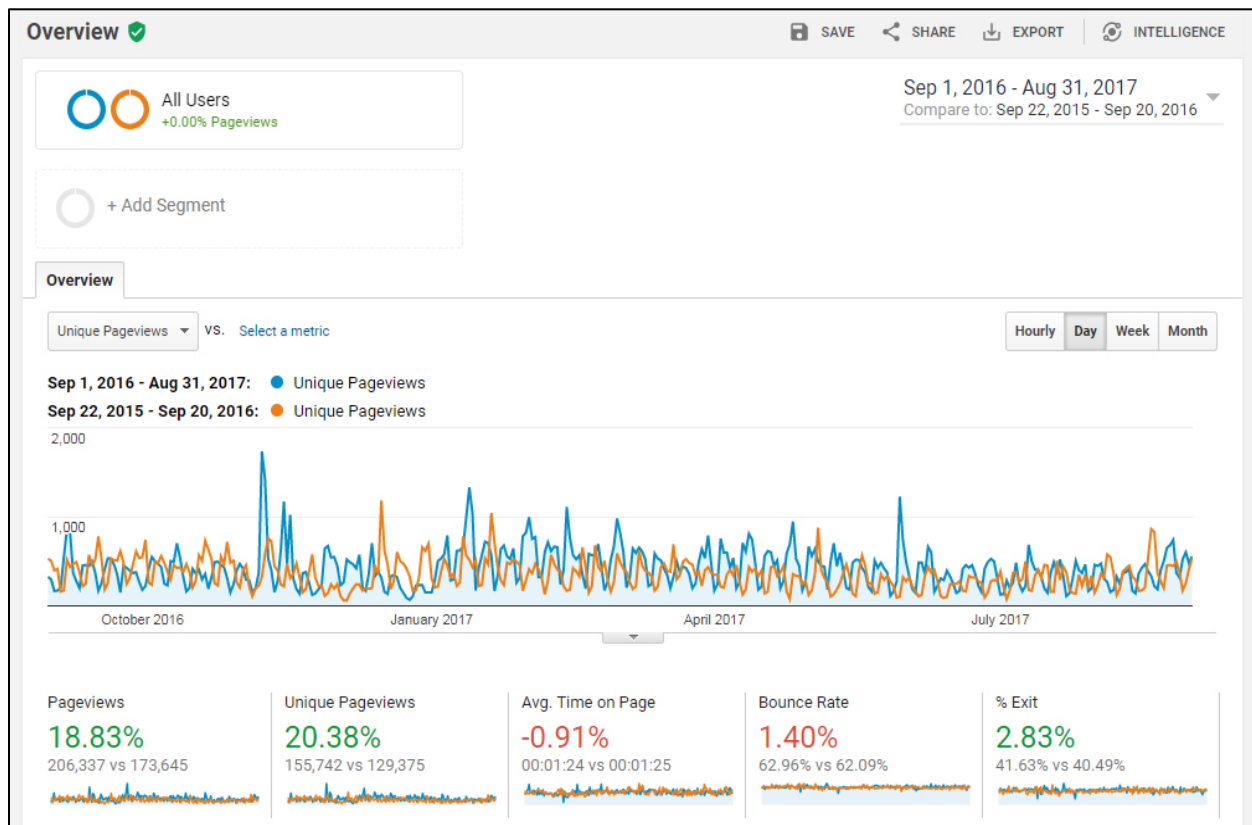 Overview
SAVE SHARE EXPORT INTELLIGENCE
All Users
+0.00% Pageviews
Sep 1, 2016 - Aug 31, 2017
Compare to: Sep 22, 2015 - Sep 20, 2016
+ Add Segment
Overview
Unique Pageviews VS. Select a metric
Hourly Day Week Month
Sep 1, 2016 - Aug 31, 2017: Unique Pageviews
Sep 22, 2015 - Sep 20, 2016: Unique Pageviews
2,000
1,000
October 2016 January 2017 April 2017 July 2017
Pageviews
18.83%
206,337 vs 173,645
Unique Pageviews
20.38%
155,742 vs 129,375
Avg. Time on Page
-0.91%
00:01:24 vs 00:01:25
Bounce Rate
1.40%
62.96% vs 62.09%
% Exit
2.83%
41.63% vs 40.49%